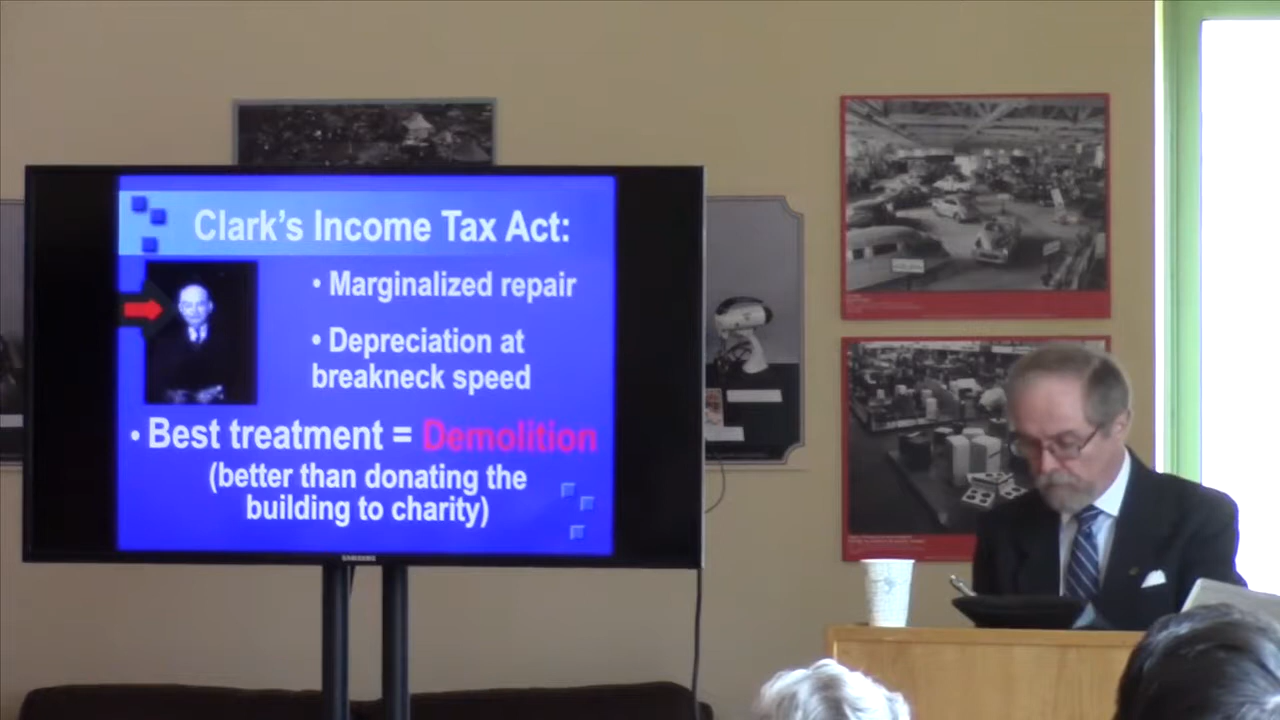 Clark's Income Tax Act:
• Marginalized repair
• Depreciation at
breakneck speed
• Best treatment = Demolition
(better than donating the
building to charity)
SAMSUNG